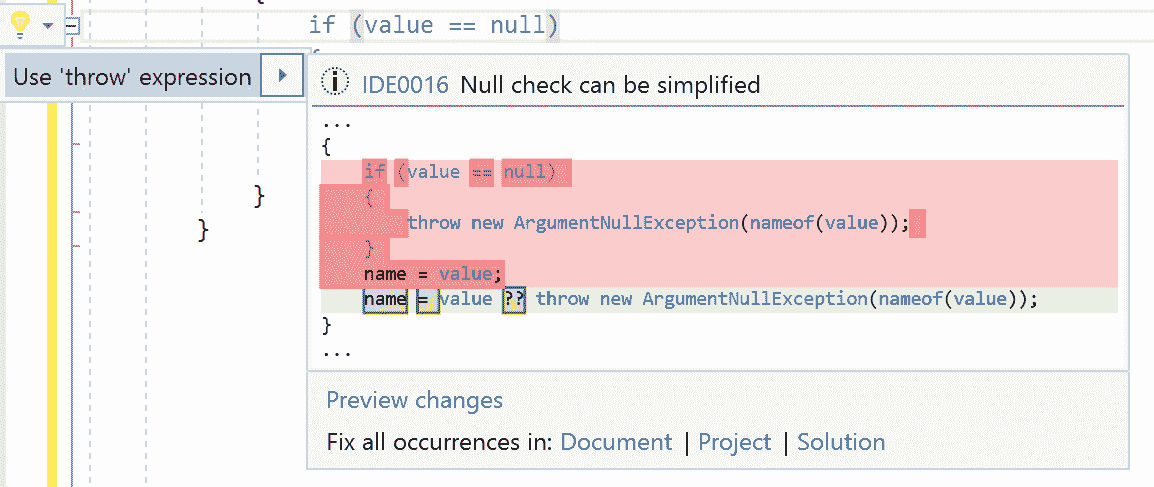 {
if (value == null)
{
Use 'throw' expression
IDE0016 Null check can be simplified
...
{
if (value == null)
{
throw new ArgumentNullException(nameof(value));
}
name = value;
name = value ?? throw new ArgumentNullException(nameof(value));
}
...
}
}
Preview changes
Fix all occurrences in: Document | Project | Solution